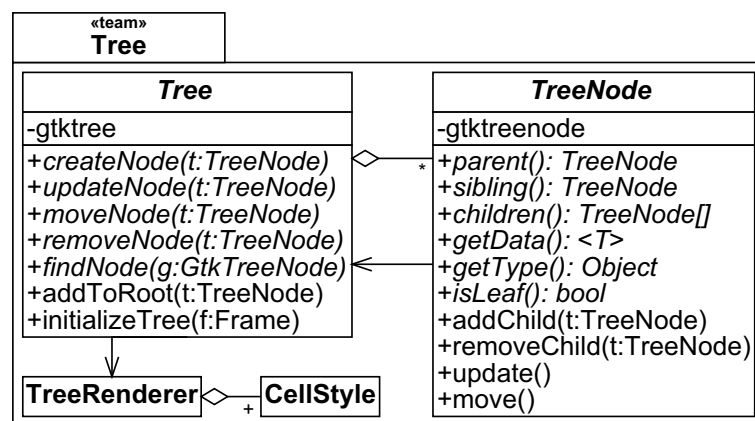 «team»
Tree
Tree
-gtktree
+createNode(t:TreeNode)
+updateNode(t:TreeNode)
+moveNode(t:TreeNode)
+removeNode(t:TreeNode)
+findNode(g:GtkTreeNode)
+addToRoot(t:TreeNode)
+initializeTree(f:Frame)
*
TreeNode
-gtktreenode
+parent(): TreeNode
+sibling(): TreeNode
+children(): TreeNode[]
+getData(): <T>
+getType(): Object
+isLeaf(): bool
+addChild(t:TreeNode)
+removeChild(t:TreeNode)
+update()
+move()
TreeRenderer
+
CellStyle